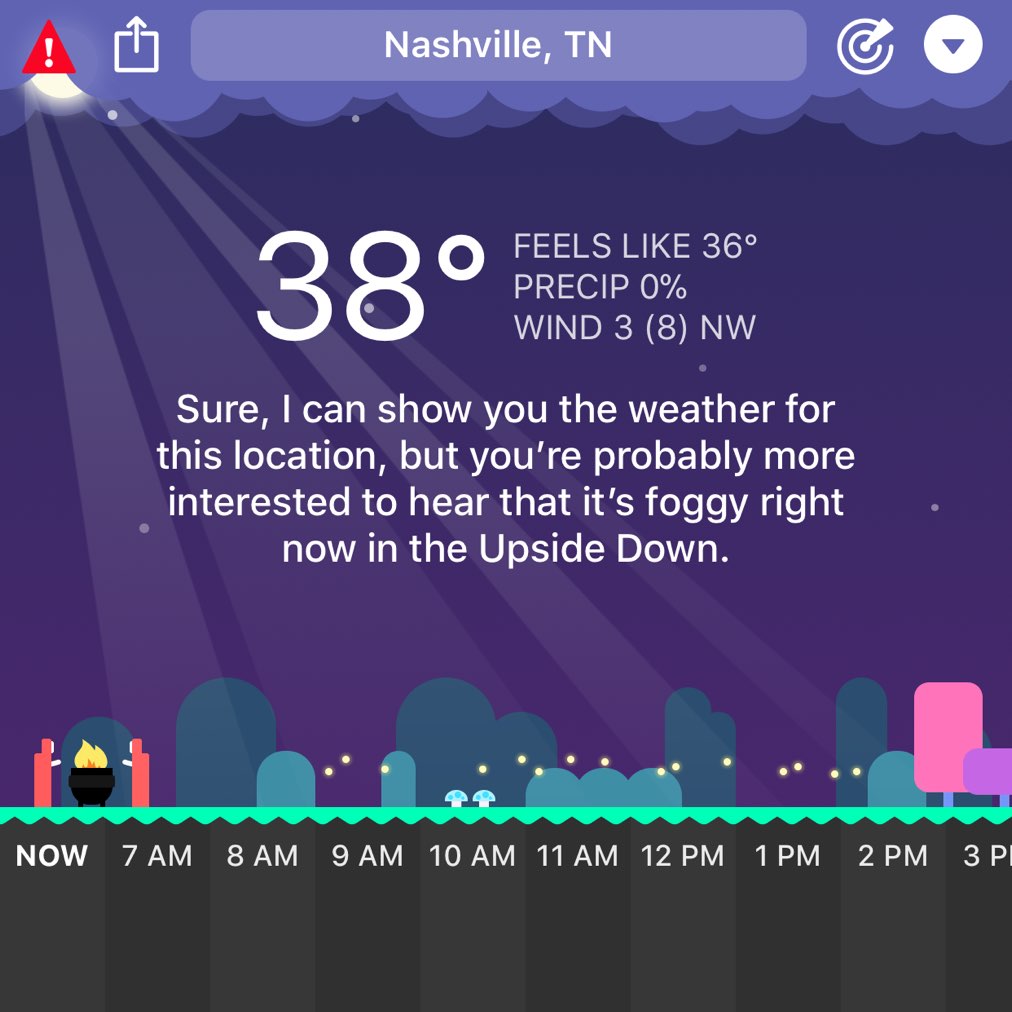 Nashville, TN
38°
FEELS LIKE 36°
PRECIP 0%
WIND 3 (8) NW
Sure, I can show you the weather for
this location, but you’re probably more
interested to hear that it’s foggy right
now in the Upside Down.
NOW 7 AM 8 AM 9 AM 10 AM 11 AM 12 PM 1 PM 2 PM 3 P